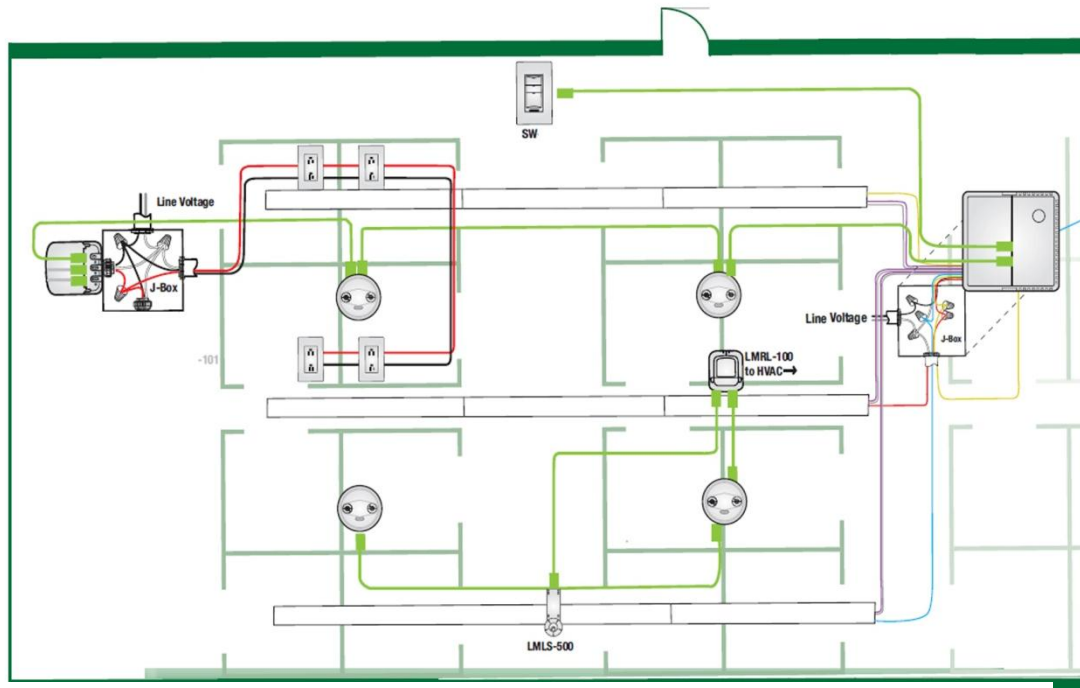 SW
Line Voltage
J-Box
-101
LMRL-100
to HVAC→
Line Voltage
J-Box
LMLS-500